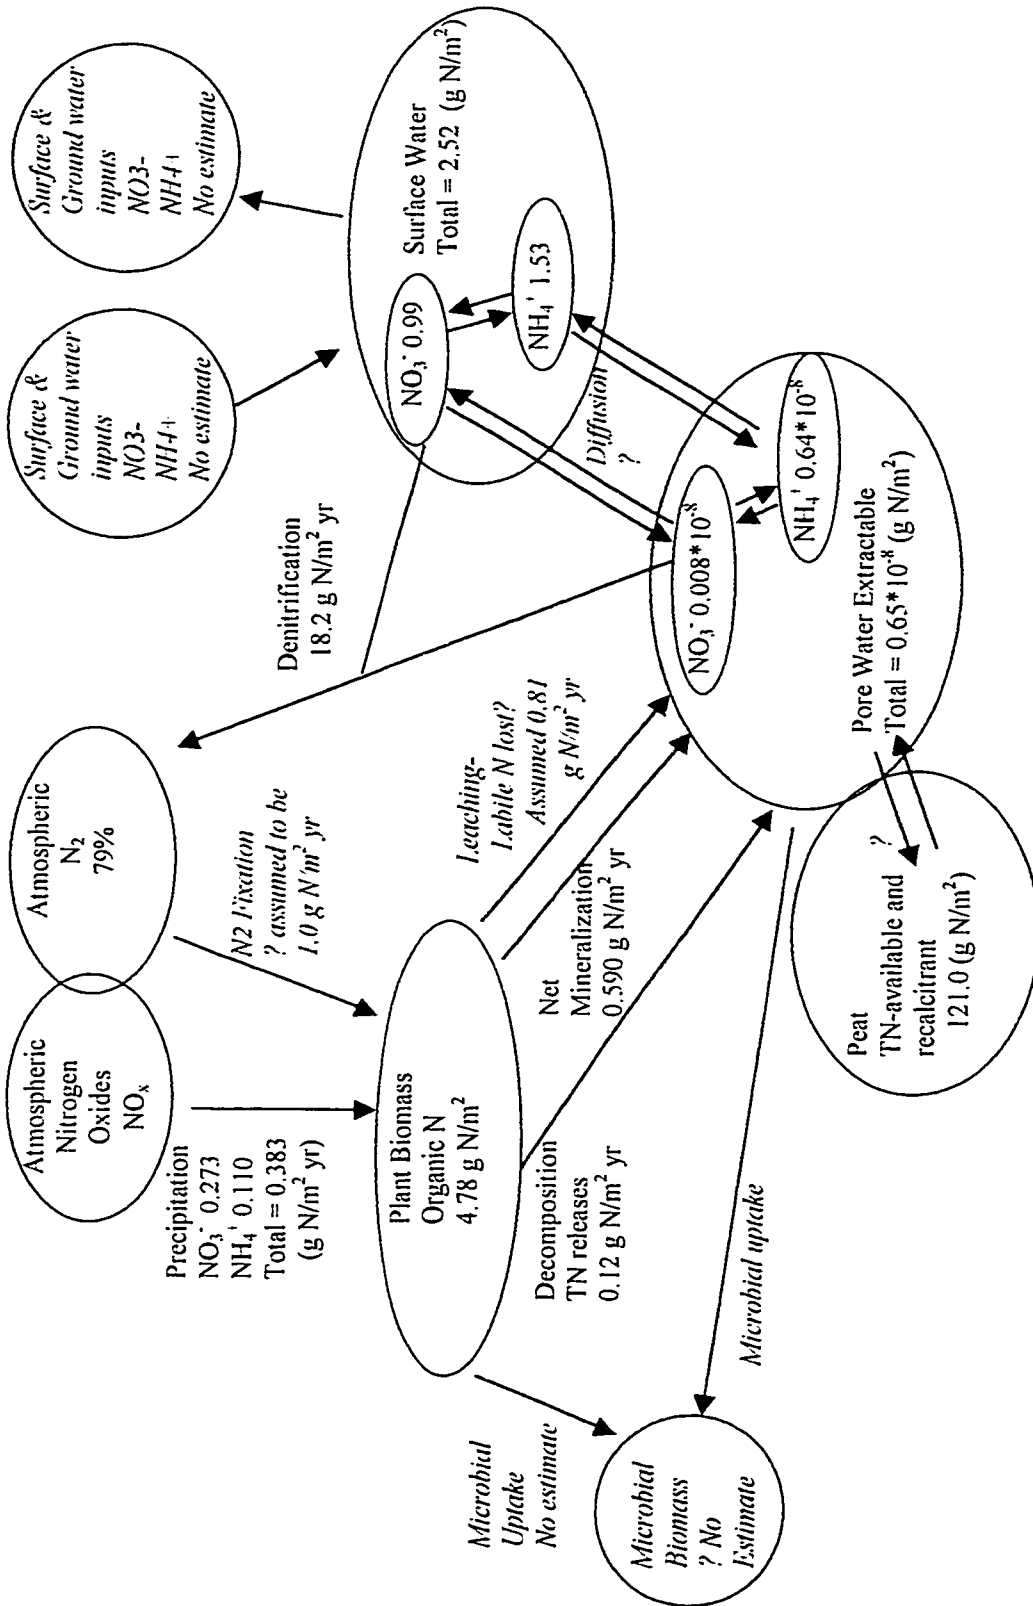 Atmospheric
Nitrogen
Oxides
NOx
Atmospheric
N2
79%
Surface &
Ground water
inputs
NO3-
NH4+
No estimate
Surface &
Ground water
inputs
NO3-
NH4+
No estimate
Precipitation
NO3- 0.273
NH4+ 0.110
Total = 0.383
(g N/m2 yr)
N2 Fixation
? assumed to be
1.0 g N/m2 yr
Denitrification
18.2 g N/m2 yr
Surface Water
Total = 2.52 (g N/m2)
NO3- 0.99
NH4+ 1.53
Plant Biomass
Organic N
4.78 g N/m2
Leaching-
Labile N lost?
Assumed 0.81
g N/m2 yr
Diffusion
?
Microbial
Uptake
No estimate
Decomposition
TN releases
0.12 g N/m2 yr
Net
Mineralization
0.590 g N/m2 yr
NO3- 0.008*10-8
NH4+ 0.64*10-8
Pore Water Extractable
Total = 0.65*10-8 (g N/m2)
Microbial
Biomass
? No
Estimate
Microbial uptake
?
Peat
TN-available and
recalcitrant
121.0 (g N/m2)